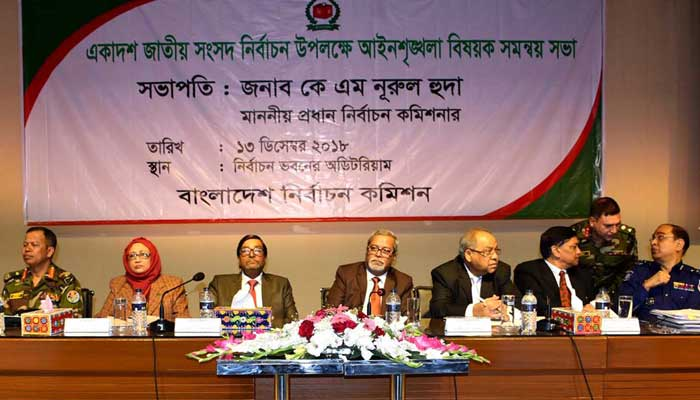 একাদশ জাতীয় সংসদ নির্বাচন উপলক্ষে আইনশৃঙ্খলা বিষয়ক সমন্বয় সভা
সভাপতি : জনাব কে এম নূরুল হুদা
মাননীয় প্রধান নির্বাচন কমিশনার
তারিখ : ১৩ ডিসেম্বর ২০১৮
স্থান : নির্বাচন ভবনের অডিটরিয়াম
বাংলাদেশ নির্বাচন কমিশন